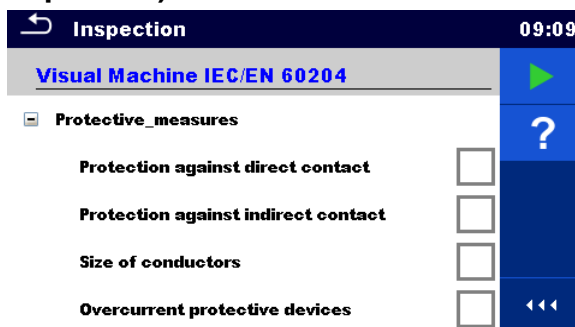 Inspection 09:09
Visual Machine IEC/EN 60204
?
Protective_measures
Protection against direct contact
Protection against indirect contact
Size of conductors
Overcurrent protective devices